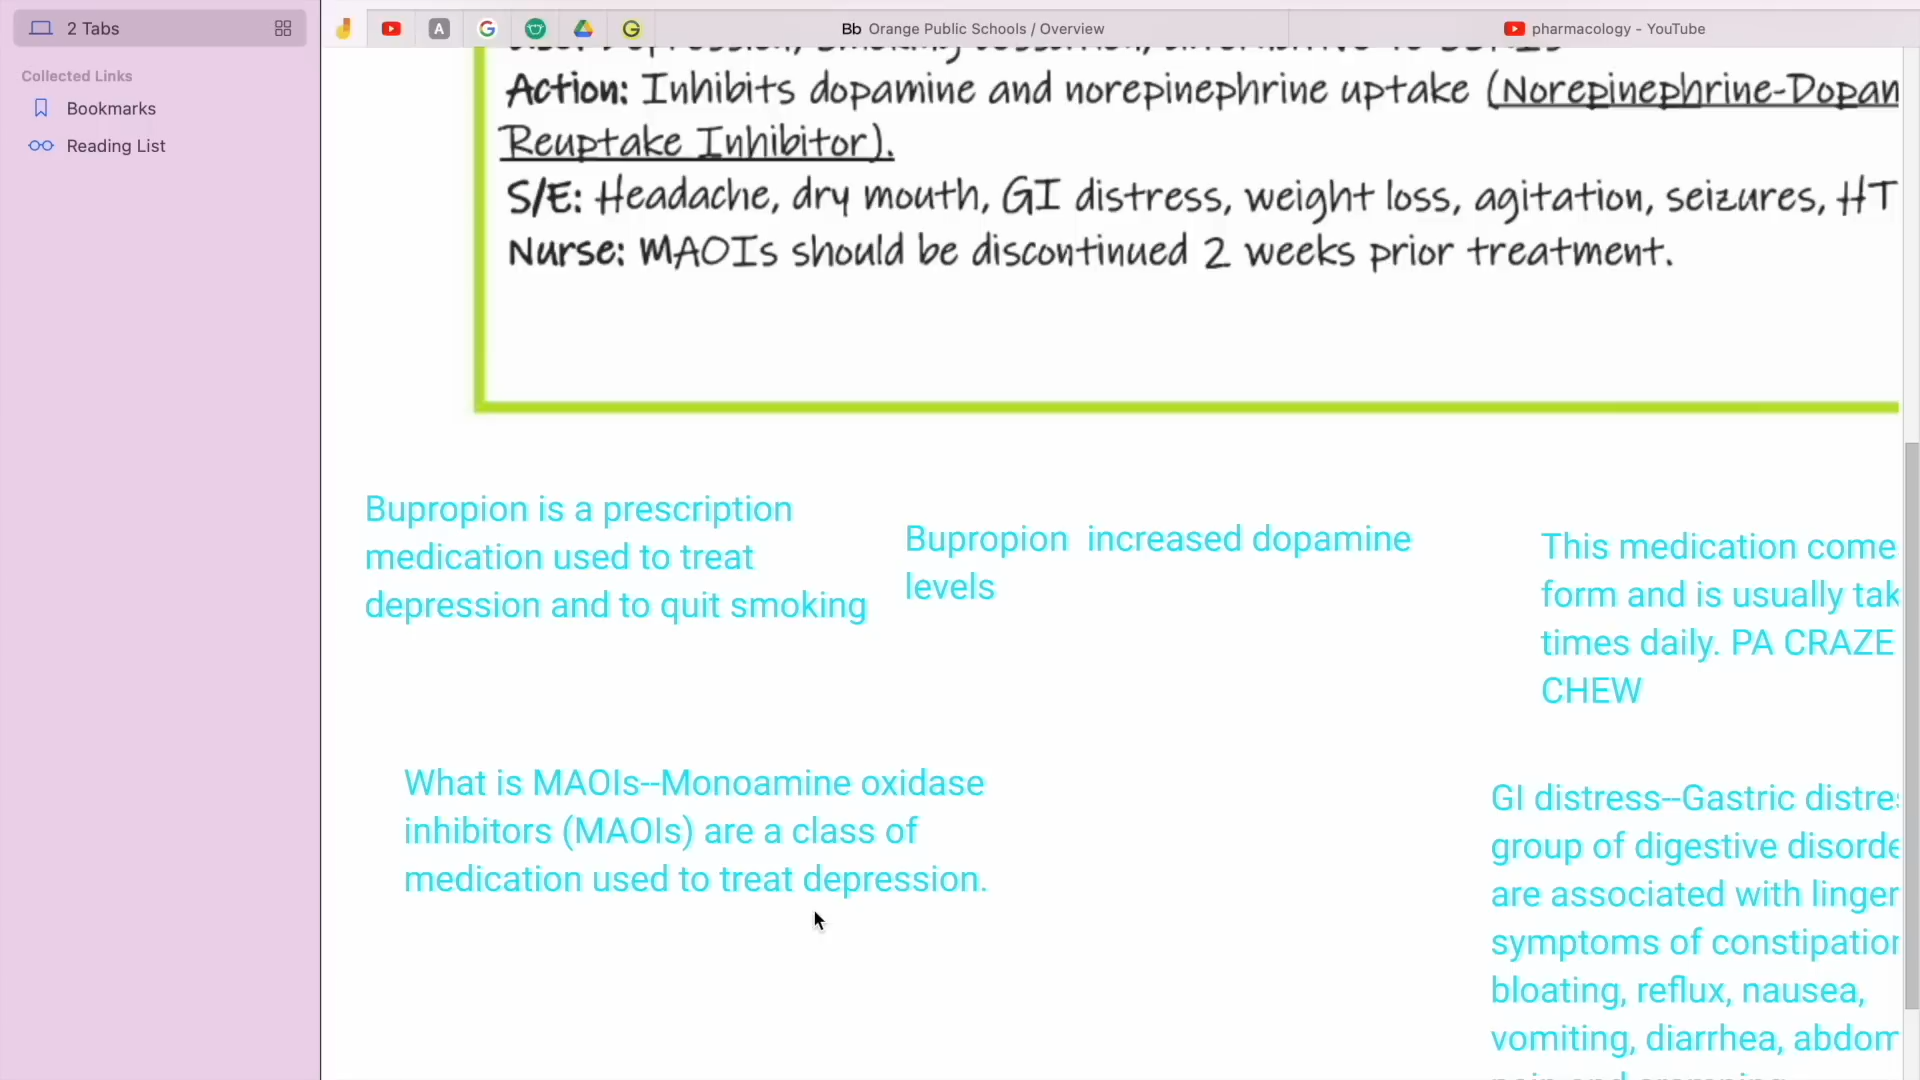 2 Tabs
Collected Links
Bookmarks
Reading List
A
G
G
Bb Orange Public Schools / Overview
pharmacology - YouTube
Action: Inhibits dopamine and norepinephrine uptake (Norepinephrine-Dopan
Reuptake Inhibitor).
S/E: Headache, dry mouth, GI distress, weight loss, agitation, seizures, HT
Nurse: MAOIs should be discontinued 2 weeks prior treatment.
Bupropion is a prescription
medication used to treat
depression and to quit smoking
Bupropion increased dopamine
levels
This medication come
form and is usually tak
times daily. PA CRAZE
CHEW
What is MAOIs--Monoamine oxidase
inhibitors (MAOIs) are a class of
medication used to treat depression.
GI distress--Gastric distre
group of digestive disorde
are associated with linger
symptoms of constipation
bloating, reflux, nausea,
vomiting, diarrhea, abdom